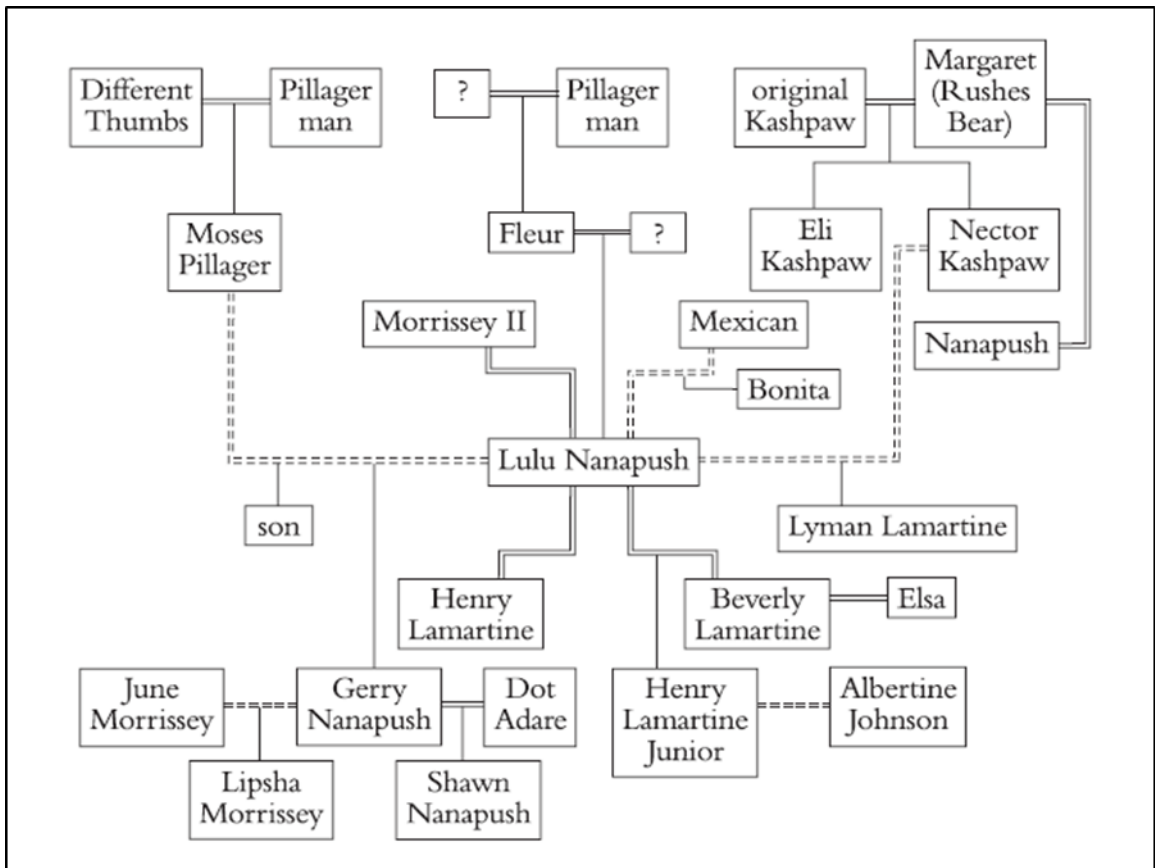 Different
Thumbs
Pillager
man
?
Pillager
man
original
Kashpaw
Margaret
(Rushes
Bear)
Moses
Pillager
Fleur
?
Eli
Kashpaw
Nector
Kashpaw
Morrissey II
Mexican
Nanapush
Bonita
Lulu Nanapush
son
Lyman Lamartine
Henry
Lamartine
Beverly
Lamartine
Elsa
June
Morrissey
Gerry
Nanapush
Dot
Adare
Henry
Lamartine
Junior
Albertine
Johnson
Lipsha
Morrissey
Shawn
Nanapush